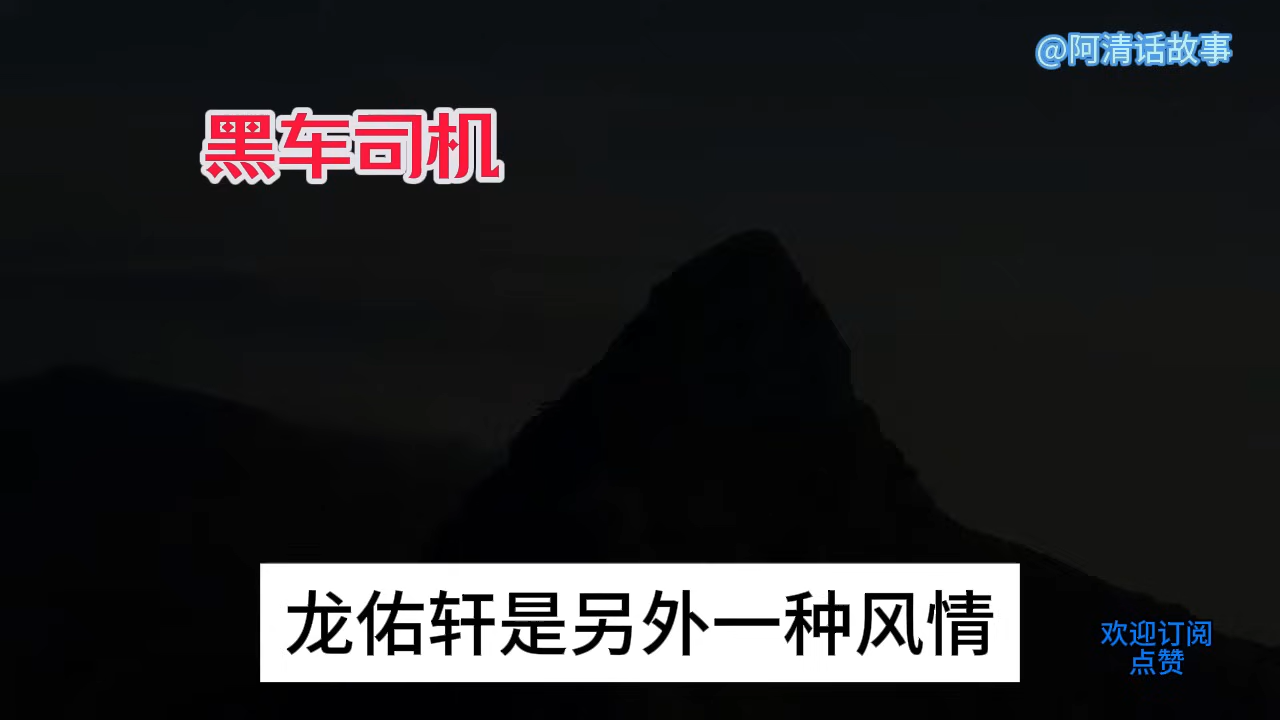 @阿清话故事
黑车司机
龙佑轩是另外一种风情
欢迎订阅
点赞